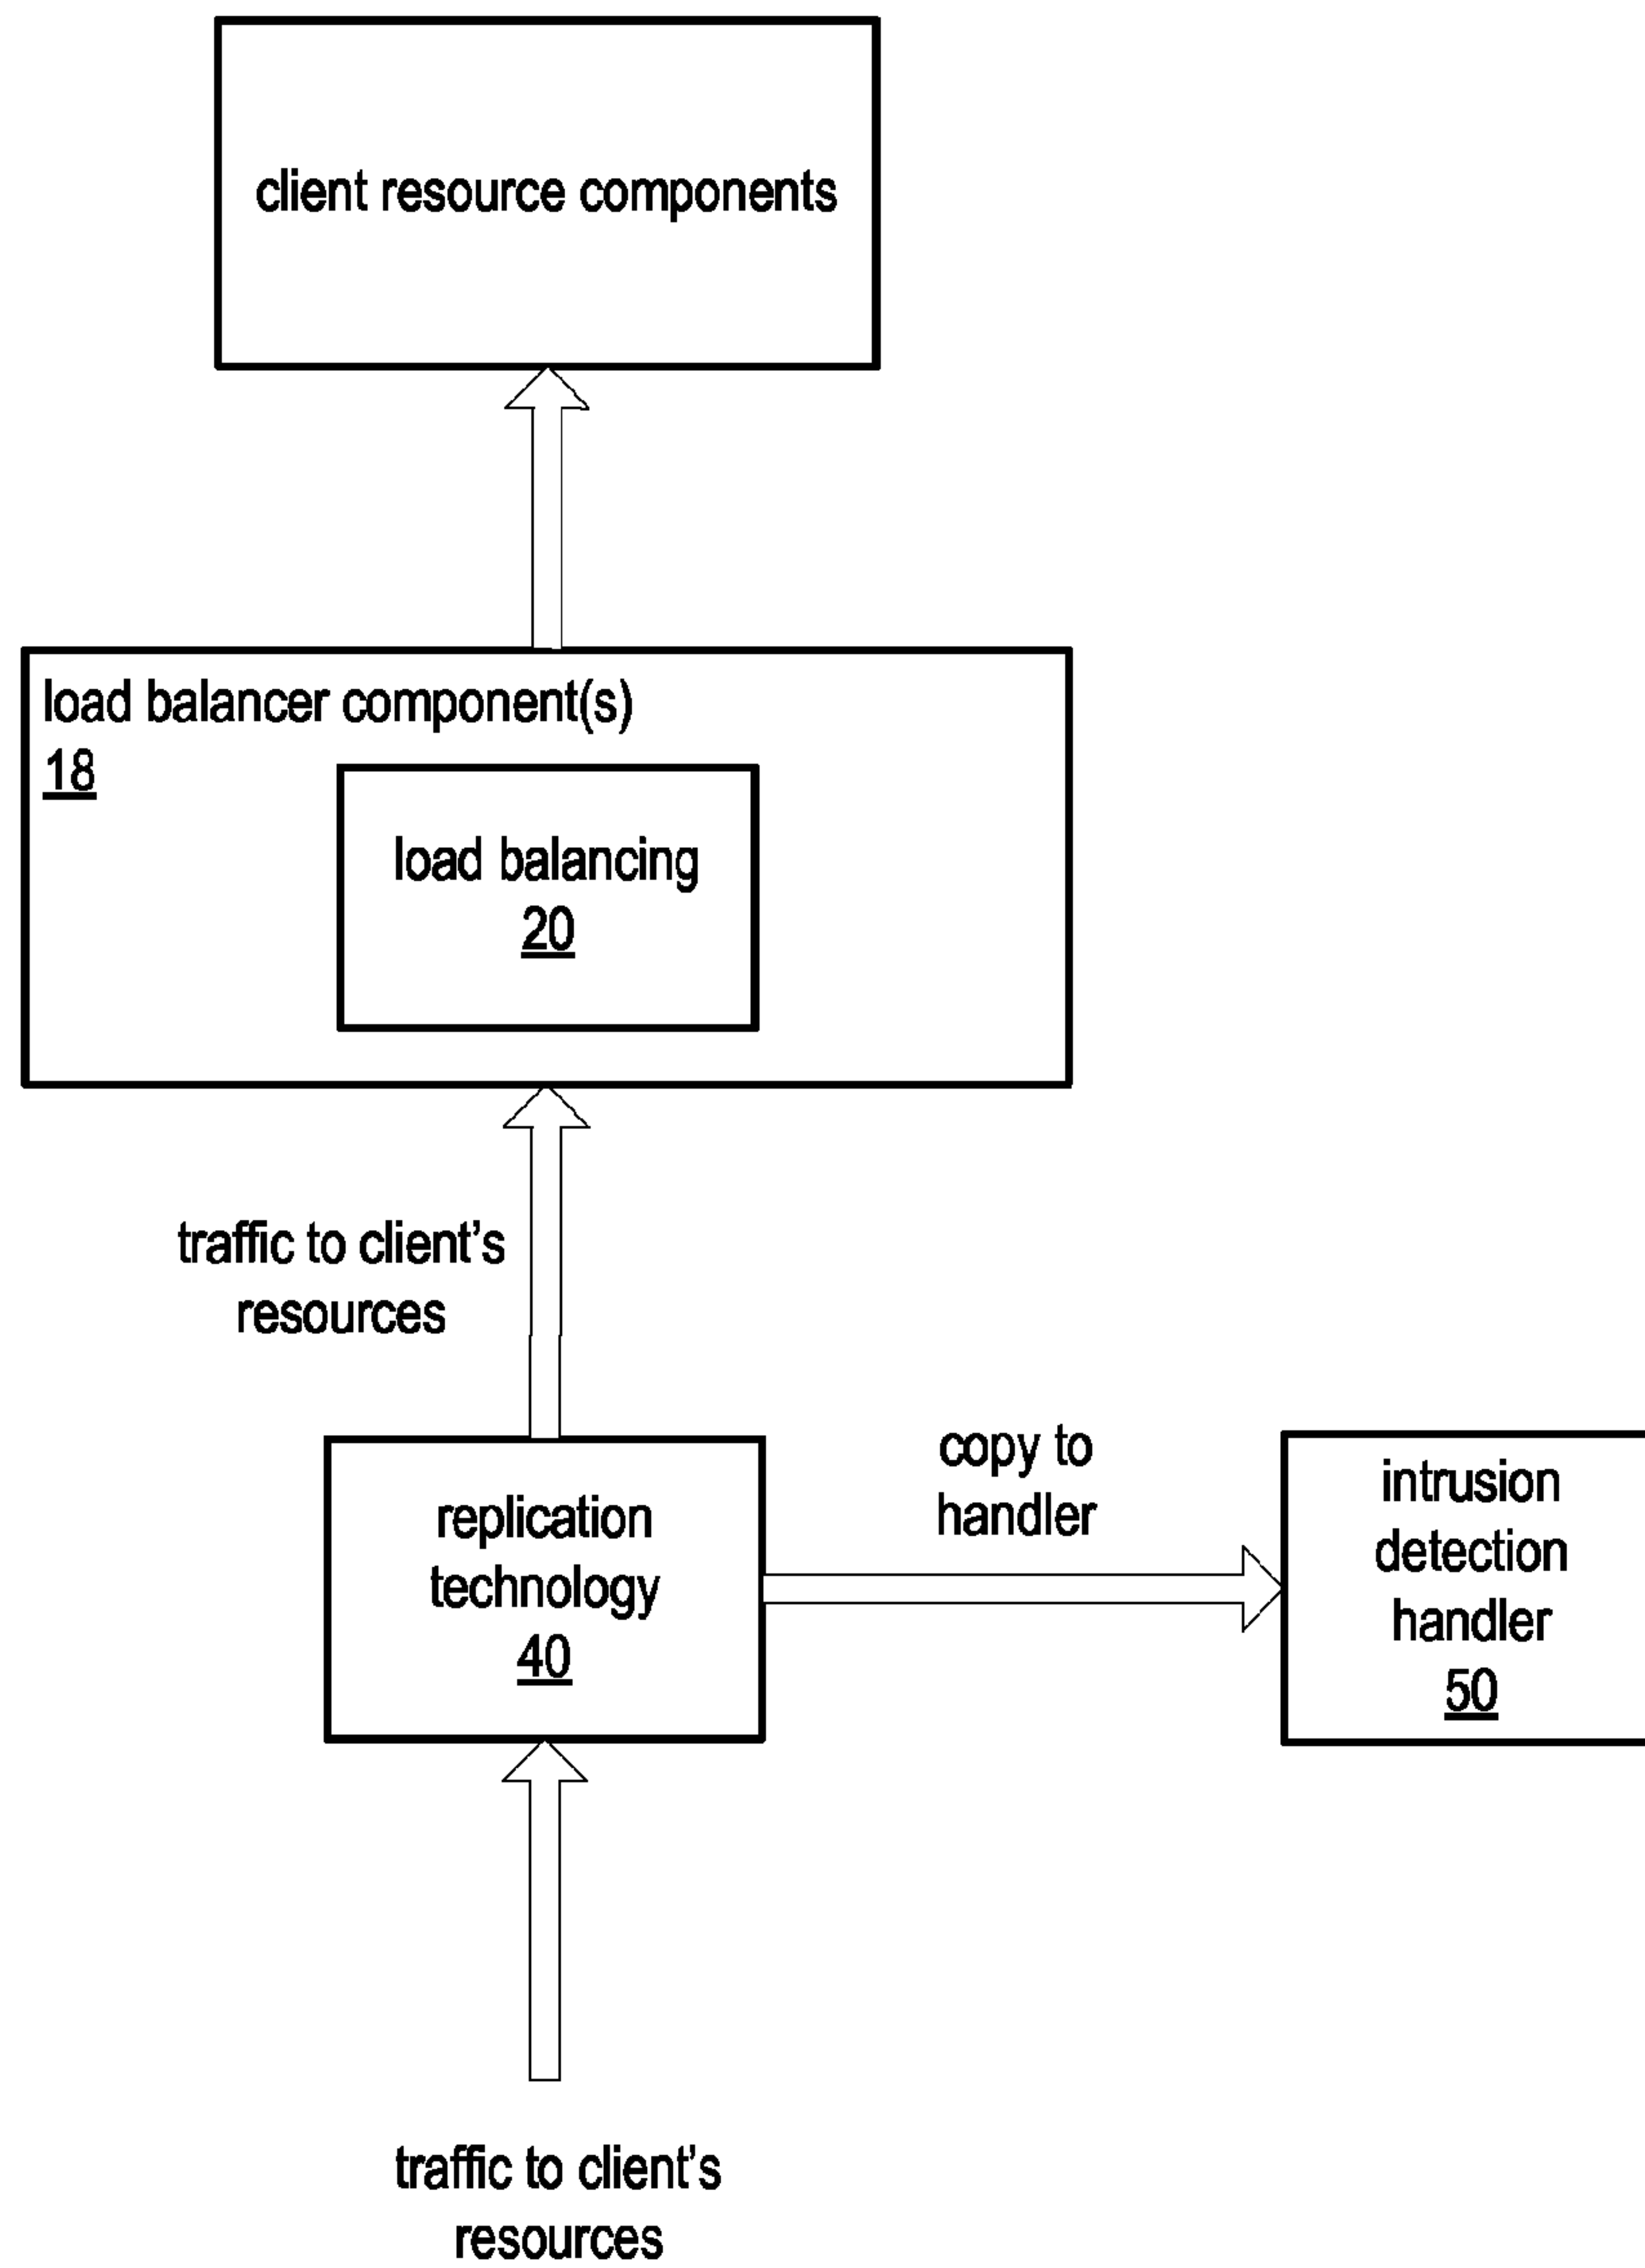 client resource components
load balancer component(s)
18
load balancing
20
traffic to client's
resources
copy to
handler
replication
technology
40
intrusion
detection
handler
50
traffic to client's
resources